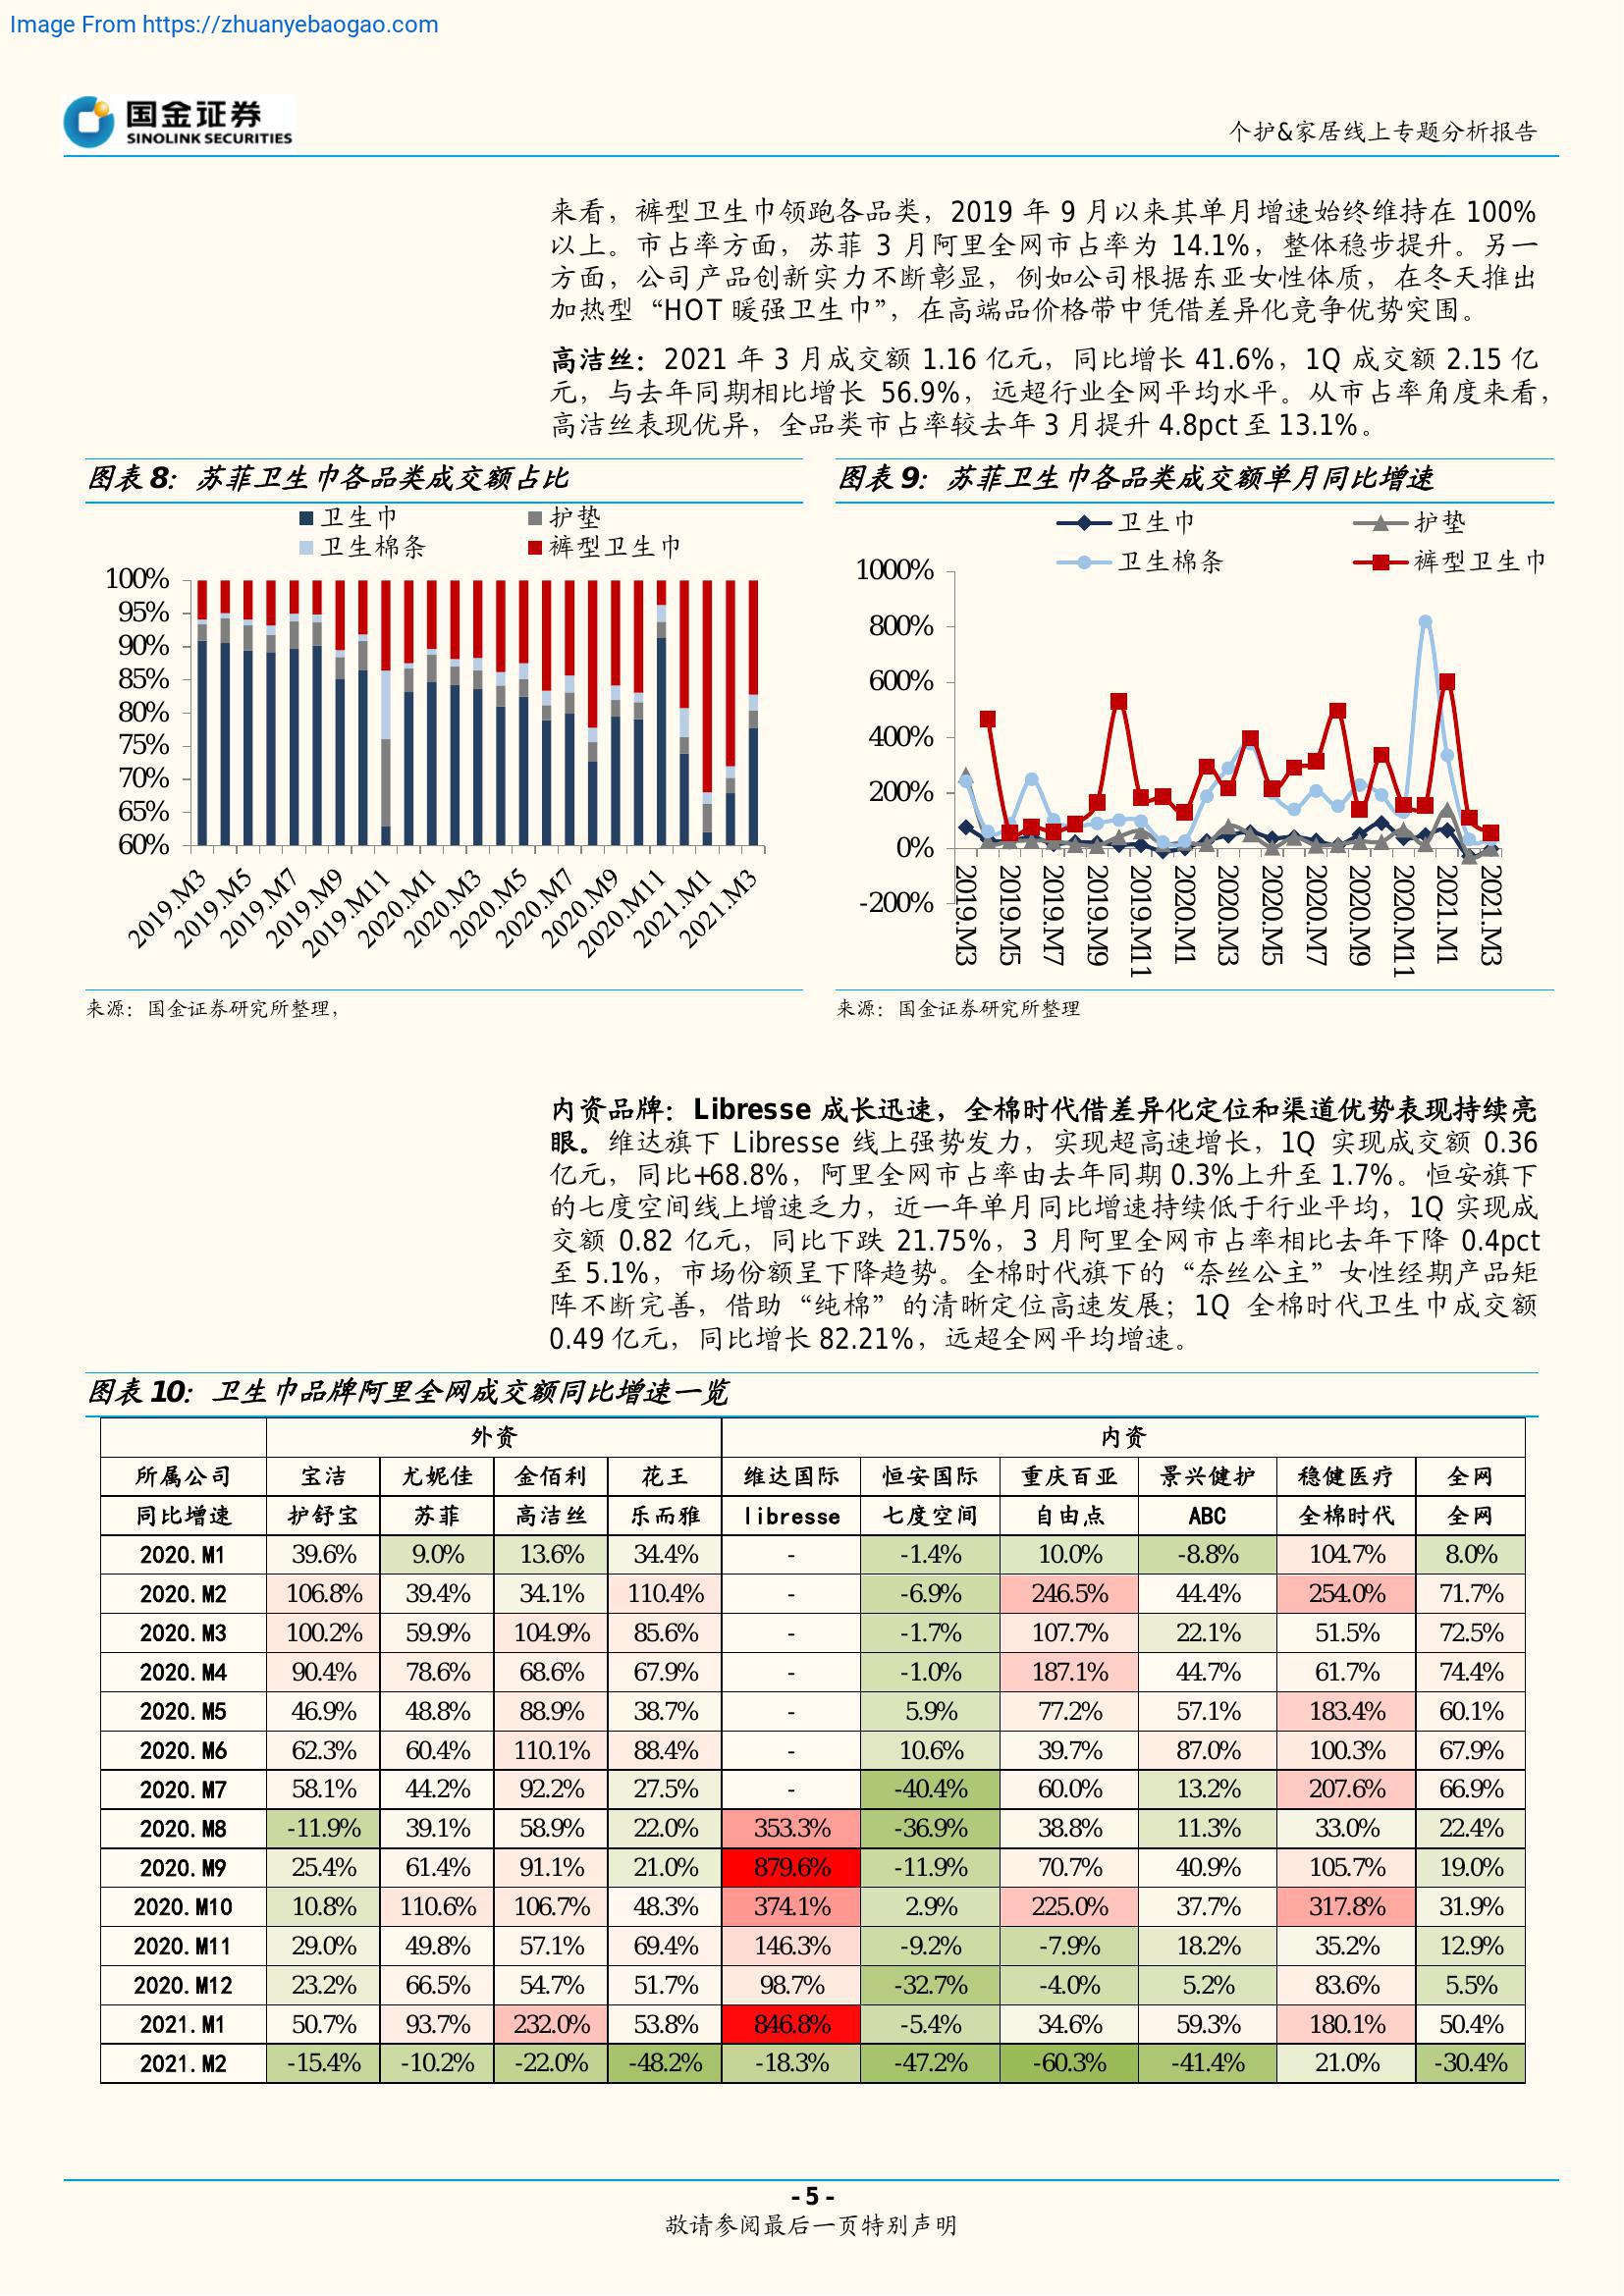 Image From https://zhuanyebaogao.com
国金证券
SINOLINK SECURITIES
个护&家居线上专题分析报告
来看，裤型卫生巾领跑各品类，2019 年 9 月以来其单月增速始终维持在 100%
以上。市占率方面，苏菲 3 月阿里全网市占率为 14.1%，整体稳步提升。另一
方面，公司产品创新实力不断彰显，例如公司根据东亚女性体质，在冬天推出
加热型“HOT 暖强卫生巾”，在高端品价格带中凭借差异化竞争优势突围。
高洁丝：2021 年 3 月成交额 1.16 亿元，同比增长 41.6%，1Q 成交额 2.15 亿
元，与去年同期相比增长 56.9%，远超行业全网平均水平。从市占率角度来看，
高洁丝表现优异，全品类市占率较去年 3 月提升 4.8pct 至 13.1%。
图表 8：苏菲卫生巾各品类成交额占比
卫生巾 护垫
卫生棉条 裤型卫生巾
100%
95%
90%
85%
80%
75%
70%
65%
60%
2019.M3 2019.M5 2019.M7 2019.M9 2019.M11 2020.M1 2020.M3 2020.M5 2020.M7 2020.M9 2020.M11 2021.M1 2021.M3
来源：国金证券研究所整理，
图表 9：苏菲卫生巾各品类成交额单月同比增速
卫生巾 护垫
卫生棉条 裤型卫生巾
1000%
800%
600%
400%
200%
0%
-200%
2019.M3 2019.M5 2019.M7 2019.M9 2019.M11 2020.M1 2020.M3 2020.M5 2020.M7 2020.M9 2020.M11 2021.M1 2021.M3
来源：国金证券研究所整理
内资品牌：Libresse 成长迅速，全棉时代借差异化定位和渠道优势表现持续亮
眼。维达旗下 Libresse 线上强势发力，实现超高速增长，1Q 实现成交额 0.36
亿元，同比+68.8%，阿里全网市占率由去年同期 0.3%上升至 1.7%。恒安旗下
的七度空间线上增速乏力，近一年单月同比增速持续低于行业平均，1Q 实现成
交额 0.82 亿元，同比下跌 21.75%，3 月阿里全网市占率相比去年下降 0.4pct
至 5.1%，市场份额呈下降趋势。全棉时代旗下的“奈丝公主”女性经期产品矩
阵不断完善，借助“纯棉”的清晰定位高速发展；1Q 全棉时代卫生巾成交额
0.49 亿元，同比增长 82.21%，远超全网平均增速。
图表 10：卫生巾品牌阿里全网成交额同比增速一览
外资 内资
所属公司 宝洁 尤妮佳 金佰利 花王 维达国际 恒安国际 重庆百亚 景兴健护 稳健医疗 全网
同比增速 护舒宝 苏菲 高洁丝 乐而雅 libresse 七度空间 自由点 ABC 全棉时代 全网
2020.M1 39.6% 9.0% 13.6% 34.4% - -1.4% 10.0% -8.8% 104.7% 8.0%
2020.M2 106.8% 39.4% 34.1% 110.4% - -6.9% 246.5% 44.4% 254.0% 71.7%
2020.M3 100.2% 59.9% 104.9% 85.6% - -1.7% 107.7% 22.1% 51.5% 72.5%
2020.M4 90.4% 78.6% 68.6% 67.9% - -1.0% 187.1% 44.7% 61.7% 74.4%
2020.M5 46.9% 48.8% 88.9% 38.7% - 5.9% 77.2% 57.1% 183.4% 60.1%
2020.M6 62.3% 60.4% 110.1% 88.4% - 10.6% 39.7% 87.0% 100.3% 67.9%
2020.M7 58.1% 44.2% 92.2% 27.5% - -40.4% 60.0% 13.2% 207.6% 66.9%
2020.M8 -11.9% 39.1% 58.9% 22.0% 353.3% -36.9% 38.8% 11.3% 33.0% 22.4%
2020.M9 25.4% 61.4% 91.1% 21.0% 879.6% -11.9% 70.7% 40.9% 105.7% 19.0%
2020.M10 10.8% 110.6% 106.7% 48.3% 374.1% 2.9% 225.0% 37.7% 317.8% 31.9%
2020.M11 29.0% 49.8% 57.1% 69.4% 146.3% -9.2% -7.9% 18.2% 35.2% 12.9%
2020.M12 23.2% 66.5% 54.7% 51.7% 98.7% -32.7% -4.0% 5.2% 83.6% 5.5%
2021.M1 50.7% 93.7% 232.0% 53.8% 846.8% -5.4% 34.6% 59.3% 180.1% 50.4%
2021.M2 -15.4% -10.2% -22.0% -48.2% -18.3% -47.2% -60.3% -41.4% 21.0% -30.4%
- 5 -
敬请参阅最后一页特别声明